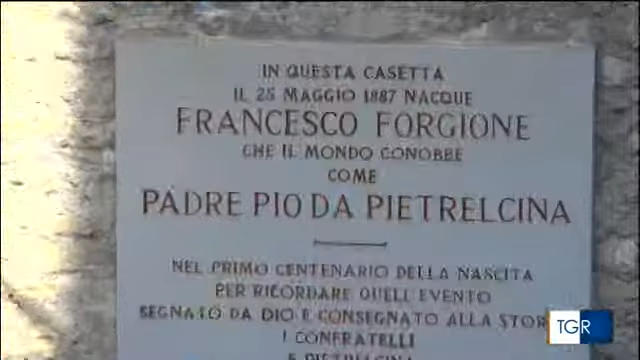 IN QUESTA CASETTA
IL 25 MAGGIO 1887 NACQUE
FRANCESCO FORGIONE
CHE IL MONDO CONOBBE
COME
PADRE PIO DA PIETRELCINA
NEL PRIMO CENTENARIO DELLA NASCITA
PER RICORDARE QUELL'EVENTO
SEGNATO DA DIO E CONSEGNATO ALLA STOR
I CONFRATELLI
E PIETRELCINA
TGR